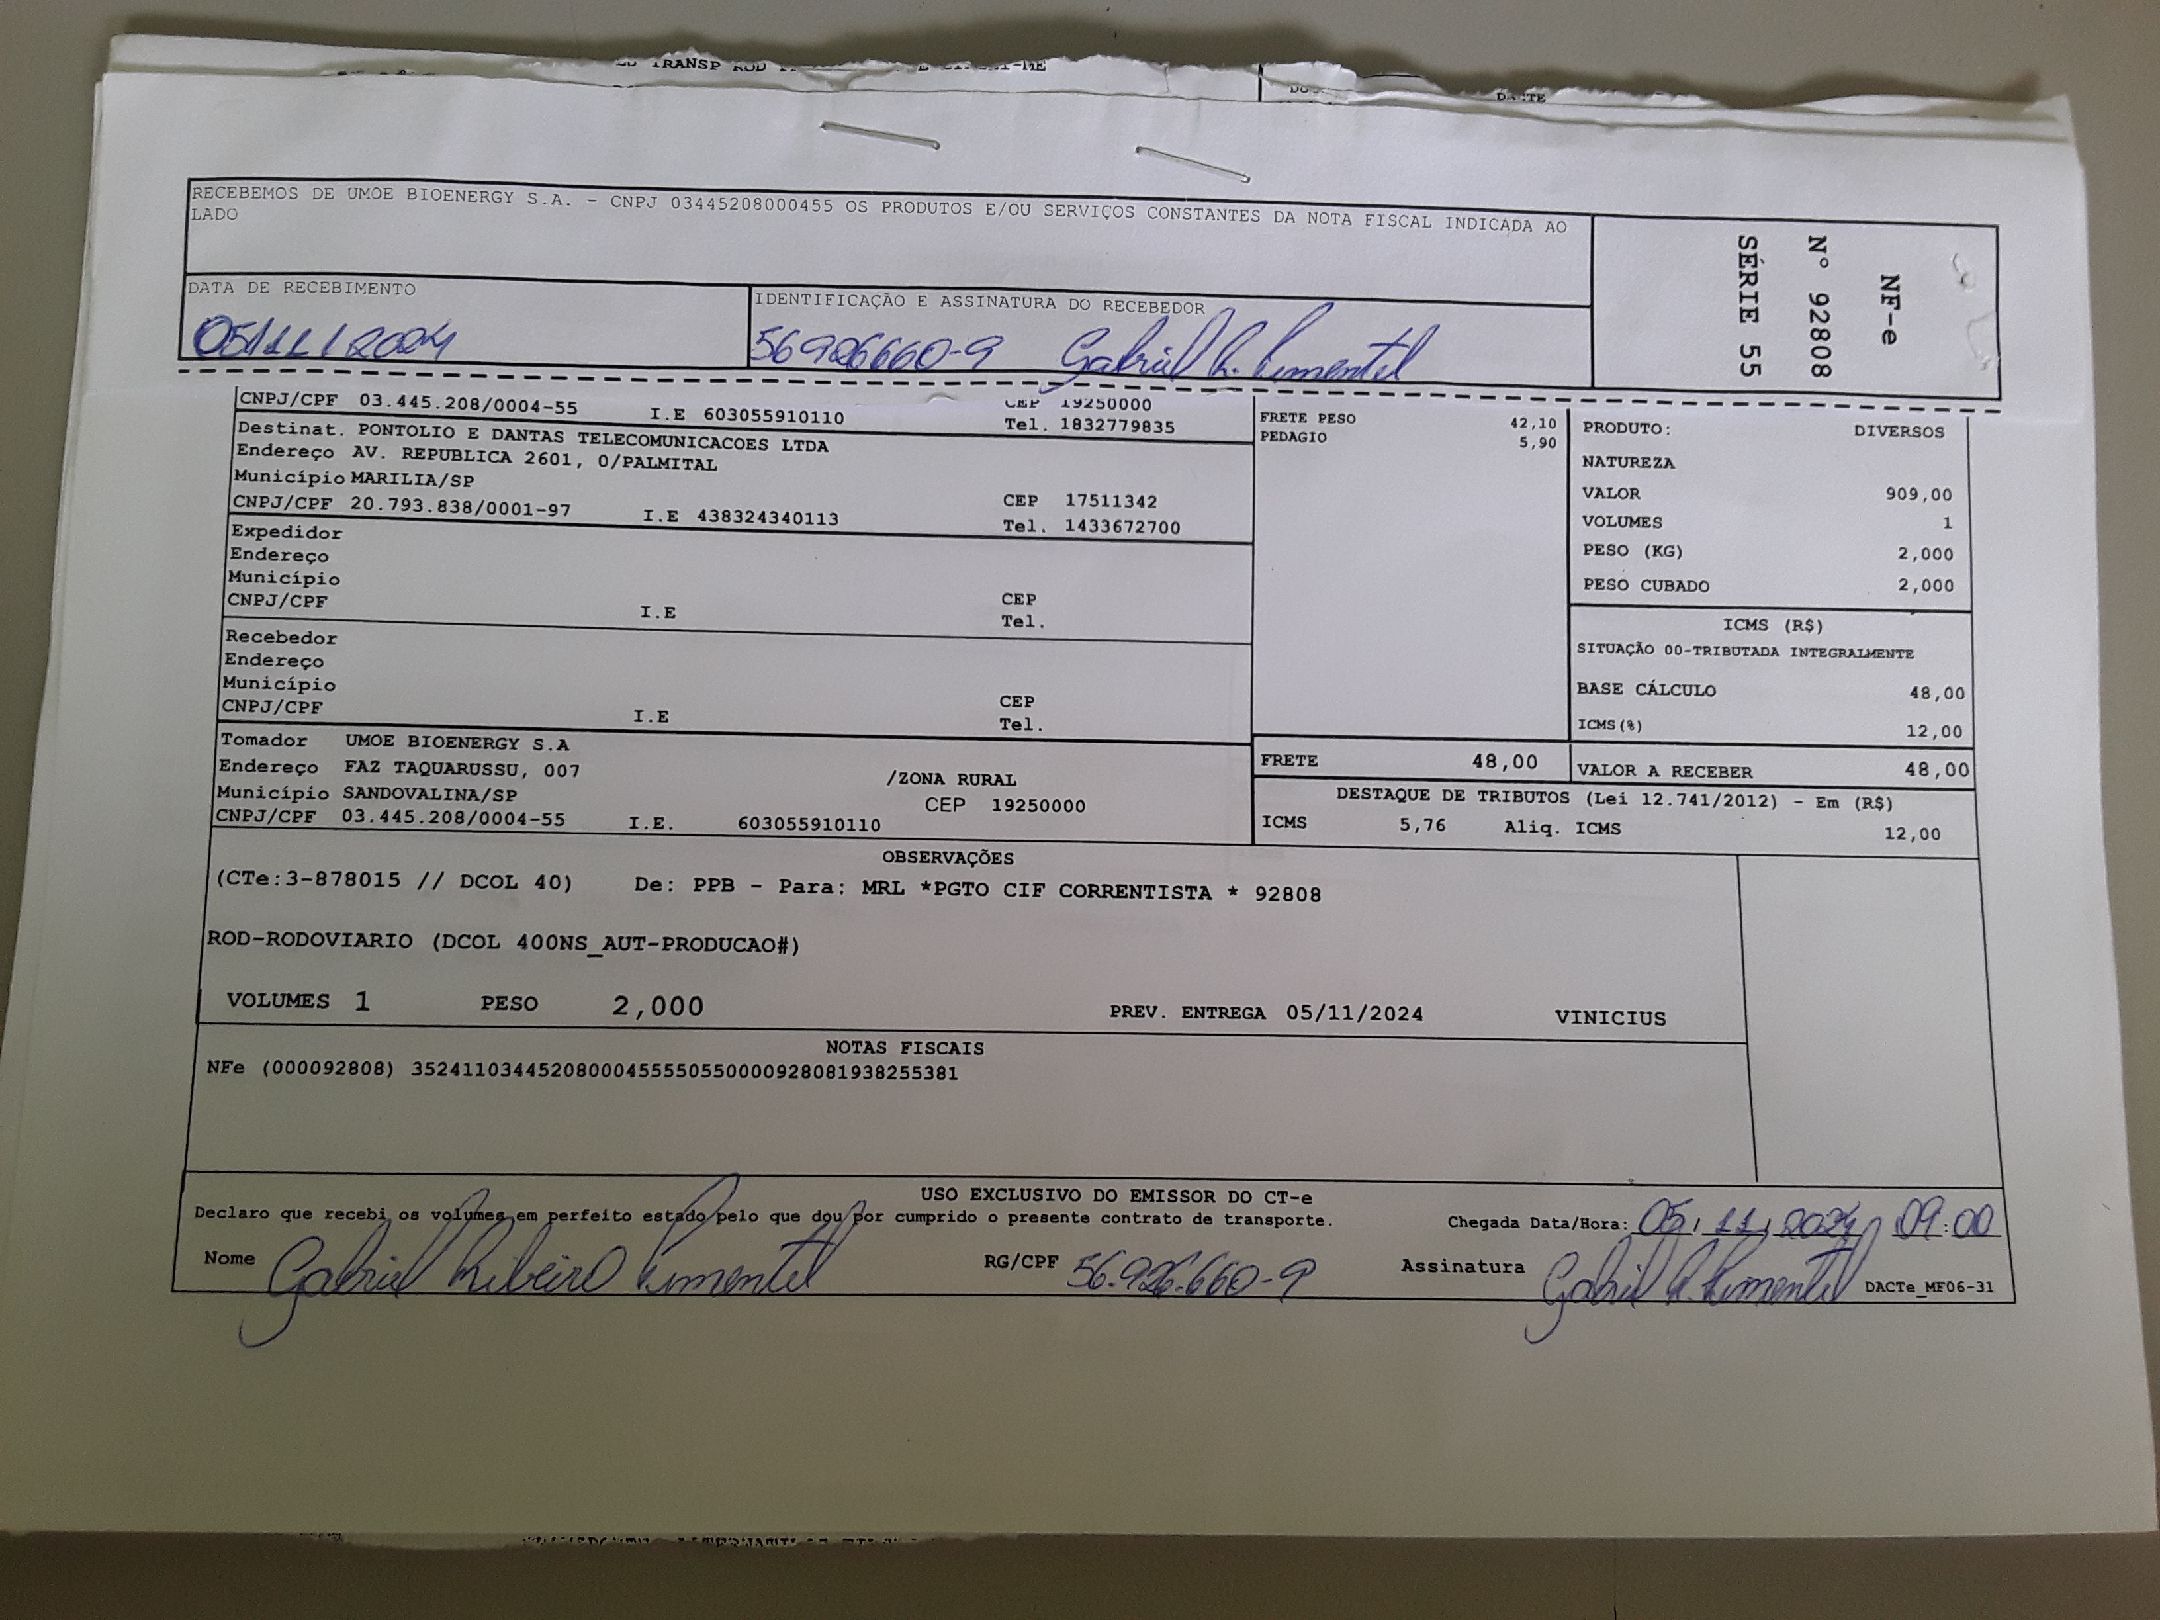 TRANSP ROD
RECEBEMOS DE UMOE BIOENERGY S.A. - CNPJ 03445208000455 OS PRODUTOS E/OU SERVIÇOS CONSTANTES DA NOTA FISCAL INDICADA AO
LADO
NF-e
Nº 92808
SÉRIE 55
DATA DE RECEBIMENTO
05/11/2024
IDENTIFICAÇÃO E ASSINATURA DO RECEBEDOR
56926660-9 Gabriel R. Pimentel
CNPJ/CPF 03.445.208/0004-55 I.E 603055910110 CEP 19250000
Tel. 1832779835
Destinat. PONTOLIO E DANTAS TELECOMUNICACOES LTDA
Endereço AV. REPUBLICA 2601, 0/PALMITAL
Município MARILIA/SP CEP 17511342
CNPJ/CPF 20.793.838/0001-97 I.E 438324340113 Tel. 1433672700
Expedidor
Endereço
Município CEP
CNPJ/CPF I.E Tel.
Recebedor
Endereço
Município CEP
CNPJ/CPF I.E Tel.
Tomador UMOE BIOENERGY S.A
Endereço FAZ TAQUARUSSU, 007 /ZONA RURAL
Município SANDOVALINA/SP CEP 19250000
CNPJ/CPF 03.445.208/0004-55 I.E. 603055910110
FRETE PESO 42,10
PEDAGIO 5,90
FRETE 48,00
PRODUTO: DIVERSOS
NATUREZA
VALOR 909,00
VOLUMES 1
PESO (KG) 2,000
PESO CUBADO 2,000
ICMS (R$)
SITUAÇÃO 00-TRIBUTADA INTEGRALMENTE
BASE CÁLCULO 48,00
ICMS(%) 12,00
VALOR A RECEBER 48,00
DESTAQUE DE TRIBUTOS (Lei 12.741/2012) - Em (R$)
ICMS 5,76 Aliq. ICMS 12,00
OBSERVAÇÕES
(CTe:3-878015 // DCOL 40) De: PPB - Para: MRL *PGTO CIF CORRENTISTA * 92808
ROD-RODOVIARIO (DCOL 400NS_AUT-PRODUCAO#)
VOLUMES 1 PESO 2,000 PREV. ENTREGA 05/11/2024 VINICIUS
NOTAS FISCAIS
NFe (000092808) 35241103445208000455550550000928081938255381
USO EXCLUSIVO DO EMISSOR DO CT-e
Declaro que recebi os volumes em perfeito estado pelo que dou por cumprido o presente contrato de transporte. Chegada Data/Hora: 05/11/2024 09:00
Nome Gabriel Ribeiro Pimentel RG/CPF 56.926.660-9 Assinatura Gabriel R. Pimentel
DACTe_MF06-31